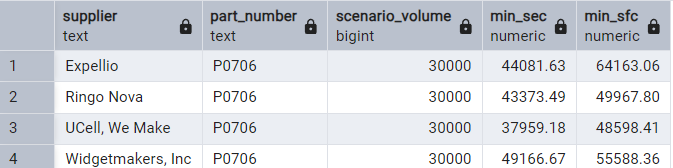 supplier part_number scenario_volume min_sec min_sfc
text text bigint numeric numeric
1 Expellio P0706 30000 44081.63 64163.06
2 Ringo Nova P0706 30000 43373.49 49967.80
3 UCell, We Make P0706 30000 37959.18 48598.41
4 Widgetmakers, Inc P0706 30000 49166.67 55588.36